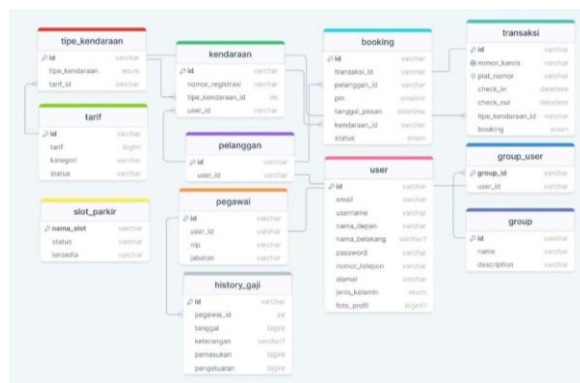 tipe_kendaraan
id varchar
tipe_kendaraan enum
tarif_id varchar
tarif
id varchar
tarif bigint
kategori varchar
status varchar
slot_parkir
nama_slot varchar
status varchar
tersedia varchar
kendaraan
id varchar
nomor_registrasi varchar
tipe_kendaraan_id int
user_id varchar
pelanggan
id varchar
user_id varchar
pegawai
id varchar
user_id varchar
nip varchar
jabatan varchar
history_gaji
id varchar
pegawai_id int
tanggal bigint
keterangan varchar?
pemasukan bigint
pengeluaran bigint
booking
id varchar
transaksi_id varchar
pelanggan_id varchar
pin smallint
tanggal_pesan datetime
kendaraan_id varchar
status enum
user
id varchar
email varchar
username varchar
nama_depan varchar
nama_belakang varchar?
password varchar
nomor_telepon varchar
alamat varchar
jenis_kelamin enum
foto_profil bigint?
transaksi
id varchar
nomor_karcis varchar
plat_nomor varchar
check_in datetime
check_out datetime
tipe_kendaraan_id varchar
booking enum
group_user
group_id varchar
user_id varchar
group
id varchar
name varchar
description varchar